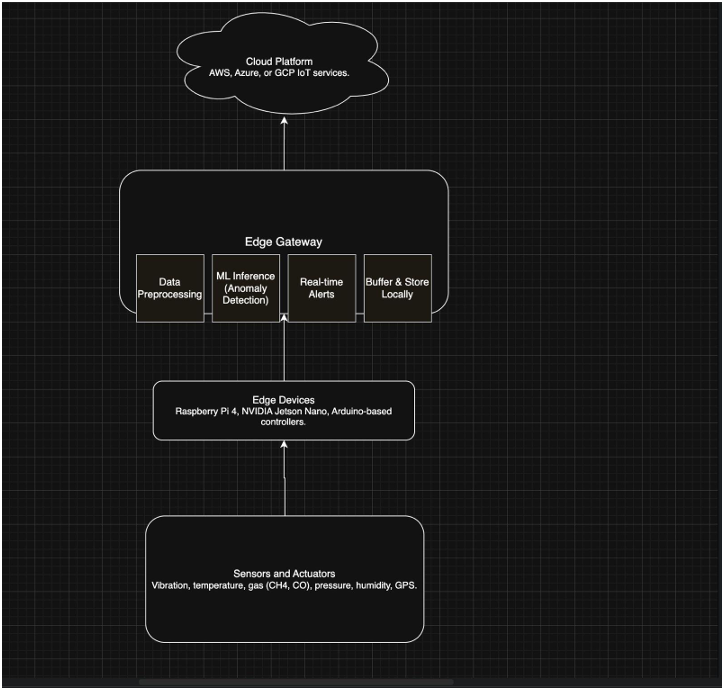 Cloud Platform
AWS, Azure, or GCP IoT services.
Edge Gateway
Data
Preprocessing
ML Inference
(Anomaly
Detection)
Real-time
Alerts
Buffer & Store
Locally
Edge Devices
Raspberry Pi 4, NVIDIA Jetson Nano, Arduino-based
controllers.
Sensors and Actuators
Vibration, temperature, gas (CH4, CO), pressure, humidity, GPS.